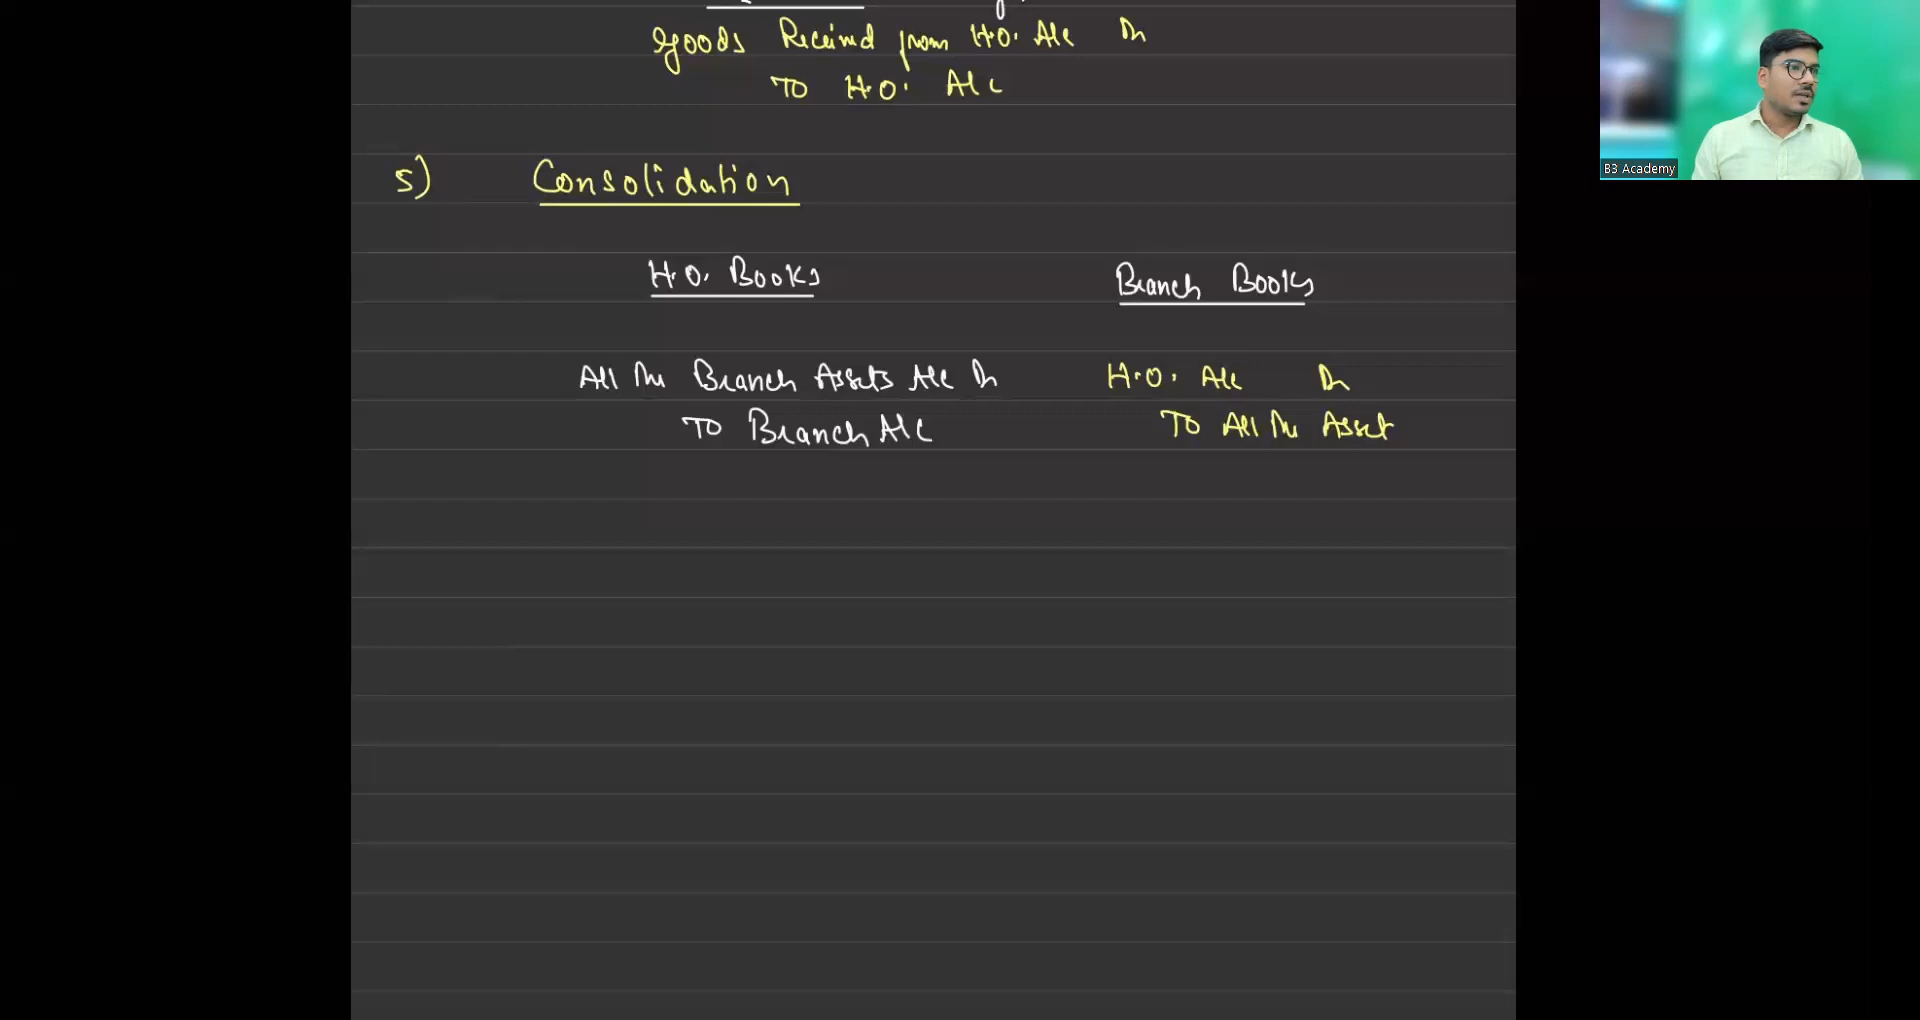 Goods Received from H.O. A/c Dr
To H.O. A/c
5) Consolidation
H.O. Books
Branch Books
All the Branch Assets A/c Dr
To Branch A/c
H.O. A/c Dr
To All the Asset
B3 Academy